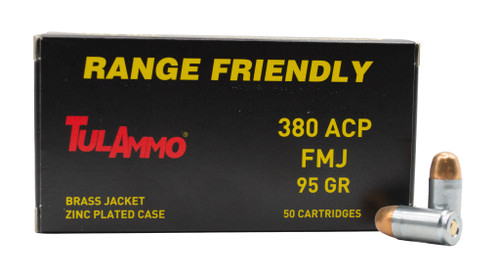 RANGE FRIENDLY
TULAMMO®
380 ACP
FMJ
95 GR
BRASS JACKET
ZINC PLATED CASE
50 CARTRIDGES